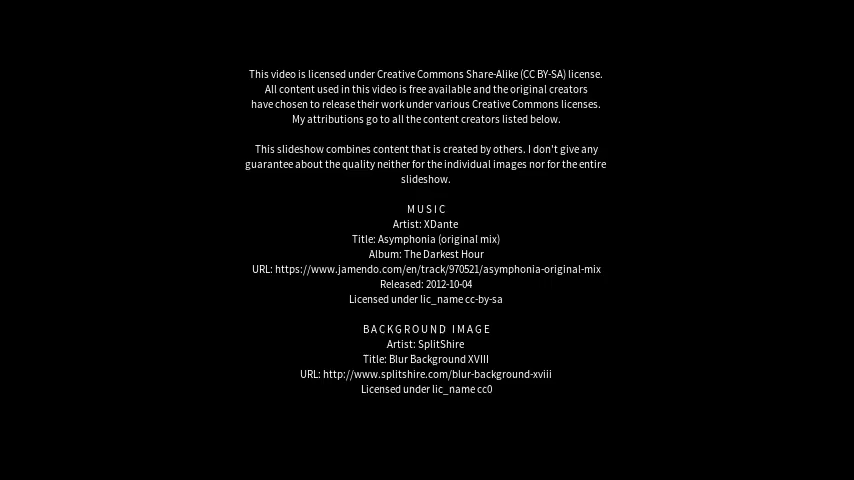 This video is licensed under Creative Commons Share-Alike (CC BY-SA) license.
All content used in this video is free available and the original creators
have chosen to release their work under various Creative Commons licenses.
My attributions go to all the content creators listed below.
This slideshow combines content that is created by others. I don't give any
guarantee about the quality neither for the individual images nor for the entire
slideshow.
MUSIC
Artist: XDante
Title: Asymphonia (original mix)
Album: The Darkest Hour
URL: https://www.jamendo.com/en/track/970521/asymphonia-original-mix
Released: 2012-10-04
Licensed under lic_name cc-by-sa
BACKGROUND IMAGE
Artist: SplitShire
Title: Blur Background XVIII
URL: http://www.splitshire.com/blur-background-xviii
Licensed under lic_name cc0